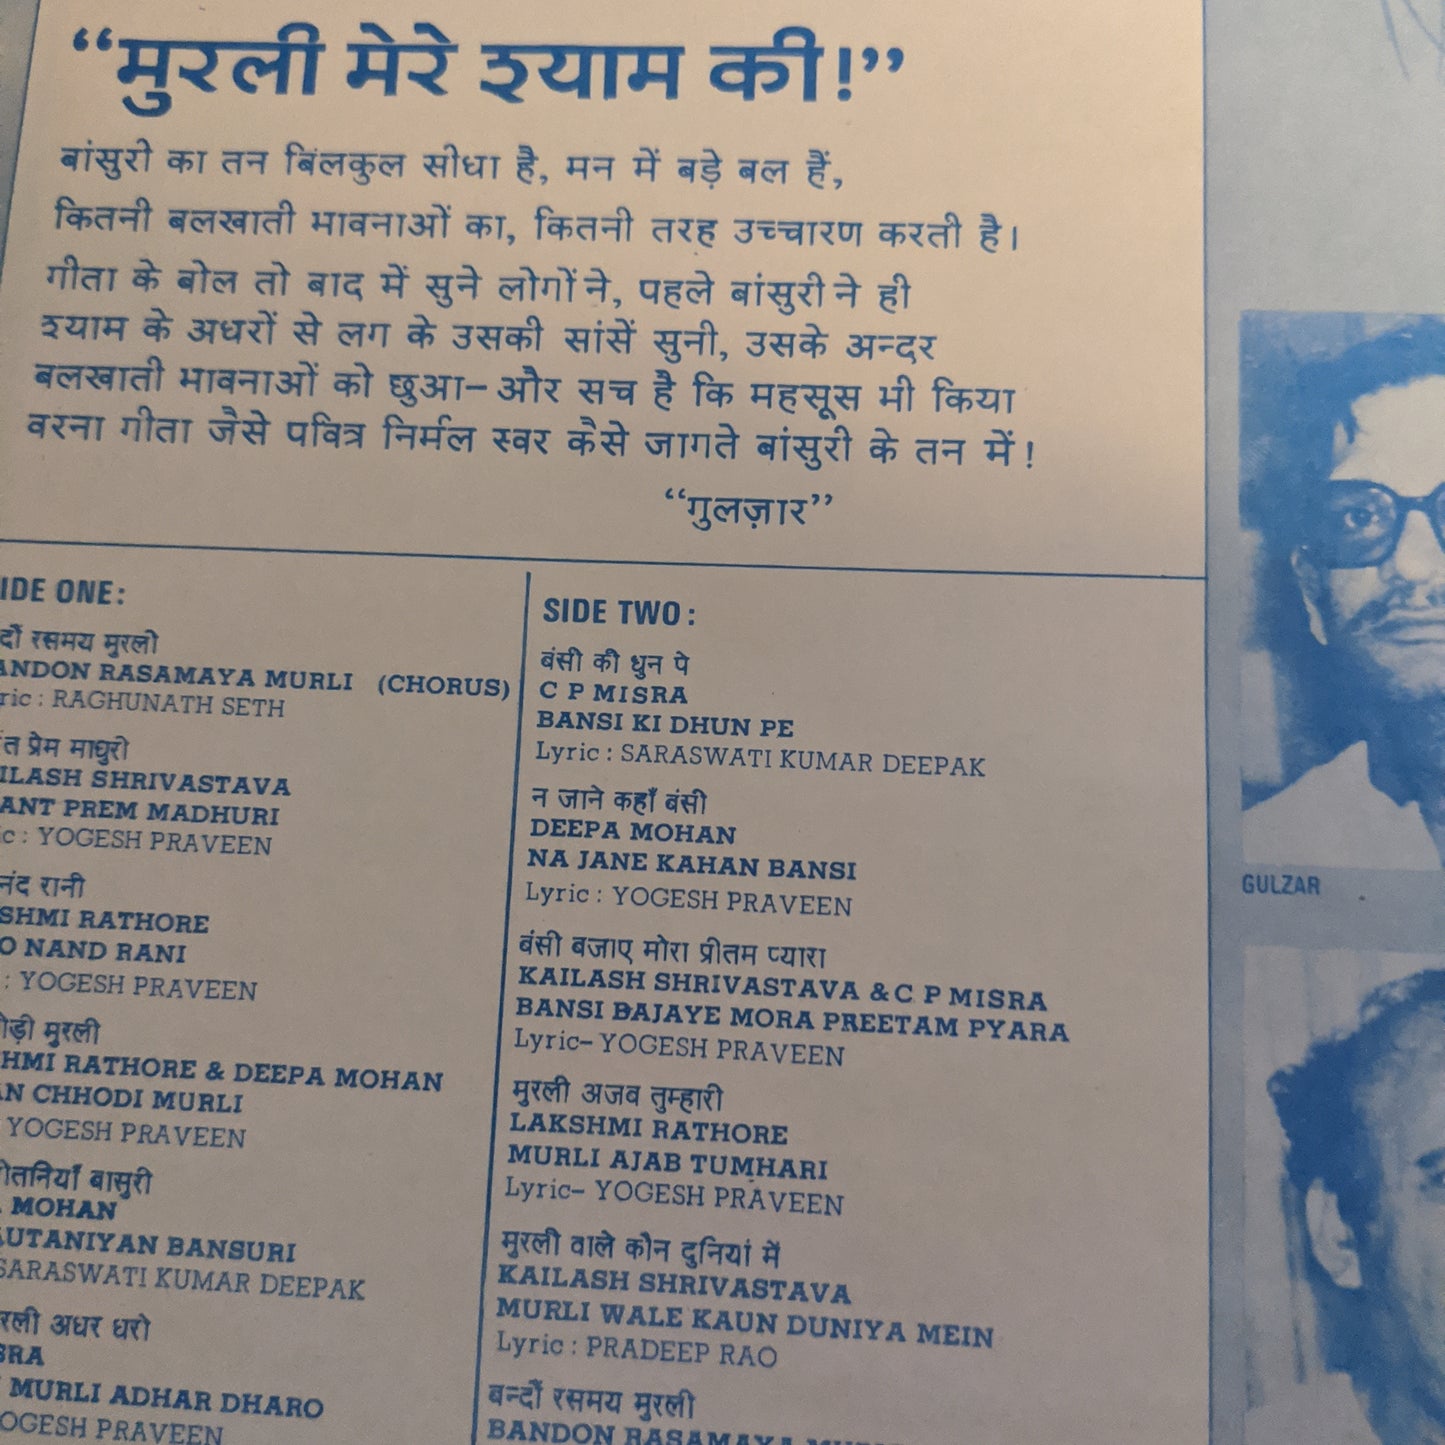 “मुरली मेरे श्याम की!”
बांसुरी का तन बिलकुल सीधा है, मन में बड़े बल हैं,
कितनी बलखाती भावनाओं का, कितनी तरह उच्चारण करती है।
गीता के बोल तो बाद में सुने लोगों ने, पहले बांसुरी ने ही
श्याम के अधरों से लग के उसकी सांसें सुनी, उसके अन्दर
बलखाती भावनाओं को छुआ– और सच है कि महसूस भी किया
वरना गीता जैसे पवित्र निर्मल स्वर कैसे जागते बांसुरी के तन में!
“गुलज़ार”
IDE ONE:
दौं रसमय मुरली
ANDON RASAMAYA MURLI (CHORUS)
ric : RAGHUNATH SETH
त प्रेम माधुरी
ILASH SHRIVASTAVA
ANT PREM MADHURI
c : YOGESH PRAVEEN
नंद रानी
SHMI RATHORE
O NAND RANI
: YOGESH PRAVEEN
ोड़ी मुरली
HMI RATHORE & DEEPA MOHAN
AN CHHODI MURLI
YOGESH PRAVEEN
ौतनियाँ बासुरी
MOHAN
AUTANIYAN BANSURI
SARASWATI KUMAR DEEPAK
रली अधर धरो
SRA
MURLI ADHAR DHARO
OGESH PRAVEEN
SIDE TWO:
बंसी की धुन पे
C P MISRA
BANSI KI DHUN PE
Lyric : SARASWATI KUMAR DEEPAK
न जाने कहाँ बंसी
DEEPA MOHAN
NA JANE KAHAN BANSI
Lyric : YOGESH PRAVEEN
बंसी बजाए मोरा प्रीतम प्यारा
KAILASH SHRIVASTAVA & C P MISRA
BANSI BAJAYE MORA PREETAM PYARA
Lyric– YOGESH PRAVEEN
मुरली अजब तुम्हारी
LAKSHMI RATHORE
MURLI AJAB TUMHARI
Lyric– YOGESH PRAVEEN
मुरली वाले कौन दुनियां में
KAILASH SHRIVASTAVA
MURLI WALE KAUN DUNIYA MEIN
Lyric : PRADEEP RAO
बन्दौं रसमय मुरली
BANDON RASAMAYA
GULZAR